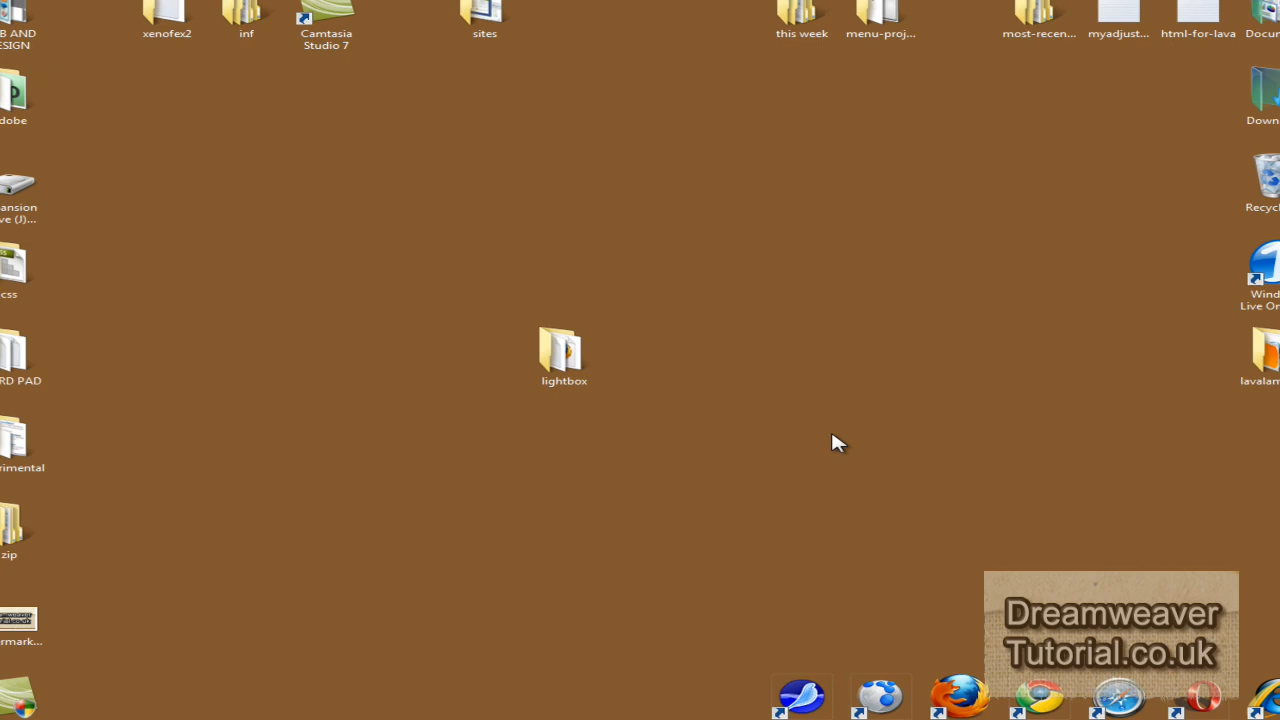 B AND
ESIGN
xenofex2
inf
Camtasia
Studio 7
sites
this week
menu-proj...
most-recen...
myadjust...
html-for-lava
Docum
dobe
Down
ansion
ve (J)...
Recyc
css
Wind
Live On
RD PAD
lightbox
lavalam
rimental
zip
rmark...
Dreamweaver
Tutorial.co.uk